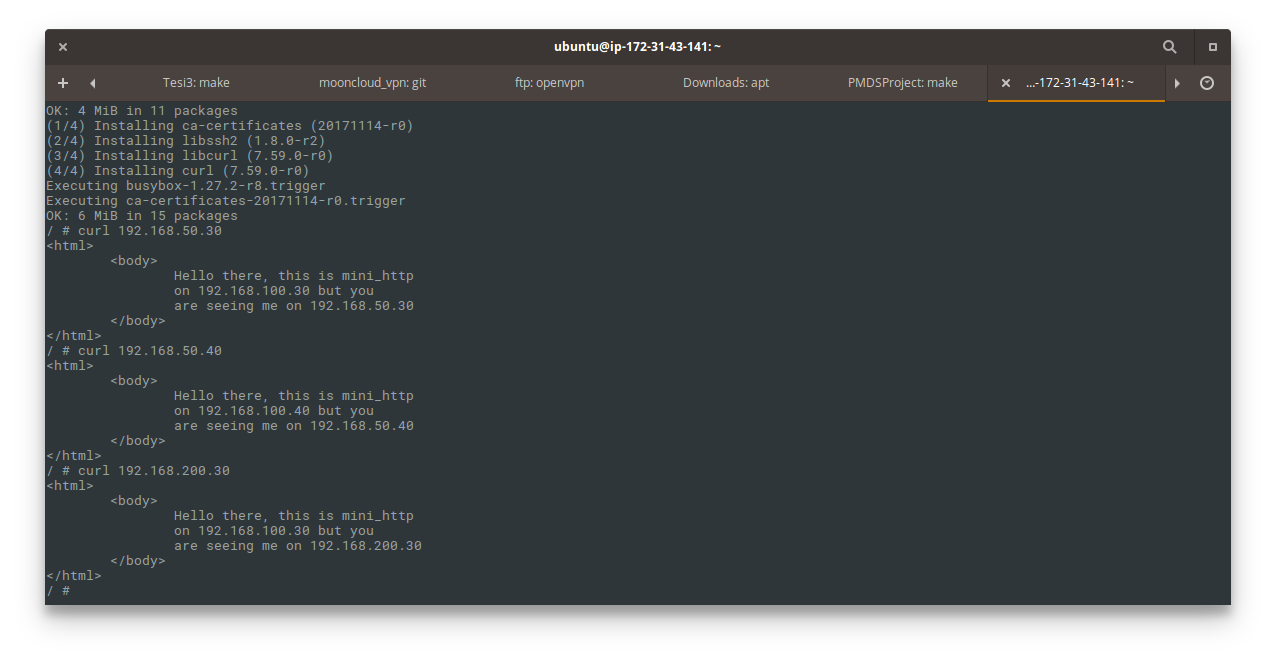 ubuntu@ip-172-31-43-141: ~
Tesi3: make
mooncloud_vpn: git
ftp: openvpn
Downloads: apt
PMDSProject: make
...-172-31-43-141: ~
OK: 4 MiB in 11 packages
(1/4) Installing ca-certificates (20171114-r0)
(2/4) Installing libssh2 (1.8.0-r2)
(3/4) Installing libcurl (7.59.0-r0)
(4/4) Installing curl (7.59.0-r0)
Executing busybox-1.27.2-r8.trigger
Executing ca-certificates-20171114-r0.trigger
OK: 6 MiB in 15 packages
/ # curl 192.168.50.30
<html>
        <body>
                Hello there, this is mini_http
                on 192.168.100.30 but you
                are seeing me on 192.168.50.30
        </body>
</html>
/ # curl 192.168.50.40
<html>
        <body>
                Hello there, this is mini_http
                on 192.168.100.40 but you
                are seeing me on 192.168.50.40
        </body>
</html>
/ # curl 192.168.200.30
<html>
        <body>
                Hello there, this is mini_http
                on 192.168.100.30 but you
                are seeing me on 192.168.200.30
        </body>
</html>
/ #